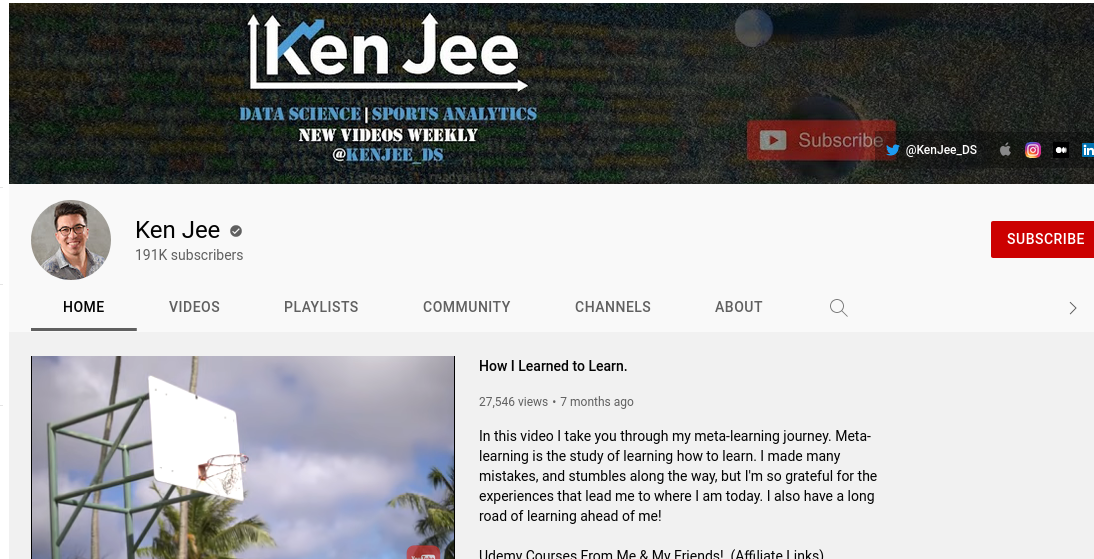 Ken Jee
DATA SCIENCE | SPORTS ANALYTICS
NEW VIDEOS WEEKLY
@KENJEE_DS
Subscribe
@KenJee_DS
in
Ken Jee
191K subscribers
SUBSCRIBE
HOME
VIDEOS
PLAYLISTS
COMMUNITY
CHANNELS
ABOUT
How I Learned to Learn.
27,546 views • 7 months ago
In this video I take you through my meta-learning journey. Meta-
learning is the study of learning how to learn. I made many
mistakes, and stumbles along the way, but I'm so grateful for the
experiences that lead me to where I am today. I also have a long
road of learning ahead of me!
Udemy Courses From Me & My Friends! (Affiliate Links)